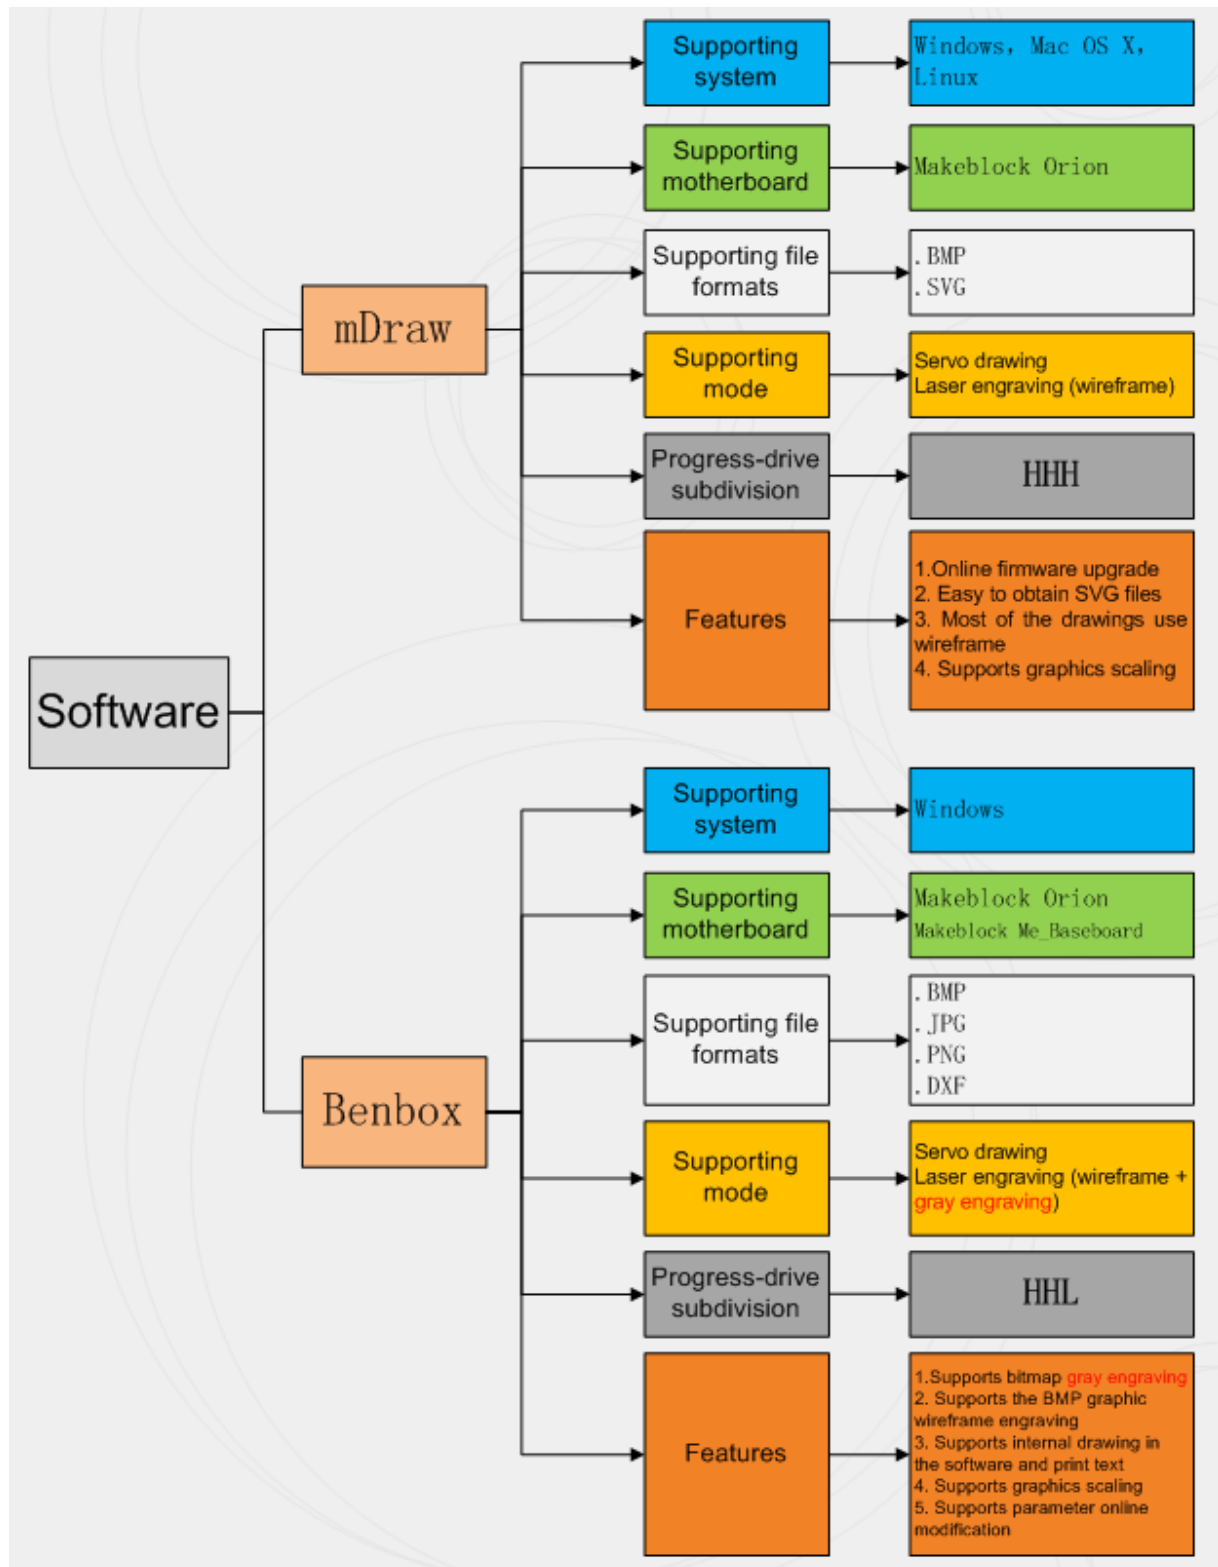 Software
mDraw
Supporting
system
Windows, Mac OS X,
Linux
Supporting
motherboard
Makeblock Orion
Supporting file
formats
.BMP
.SVG
Supporting
mode
Servo drawing
Laser engraving (wireframe)
Progress-drive
subdivision
HHH
Features
1.Online firmware upgrade
2. Easy to obtain SVG files
3. Most of the drawings use
wireframe
4. Supports graphics scaling
Benbox
Supporting
system
Windows
Supporting
motherboard
Makeblock Orion
Makeblock Me_Baseboard
Supporting file
formats
.BMP
.JPG
.PNG
.DXF
Supporting
mode
Servo drawing
Laser engraving (wireframe +
gray engraving)
Progress-drive
subdivision
HHL
Features
1.Supports bitmap gray engraving
2. Supports the BMP graphic
wireframe engraving
3. Supports internal drawing in
the software and print text
4. Supports graphics scaling
5. Supports parameter online
modification